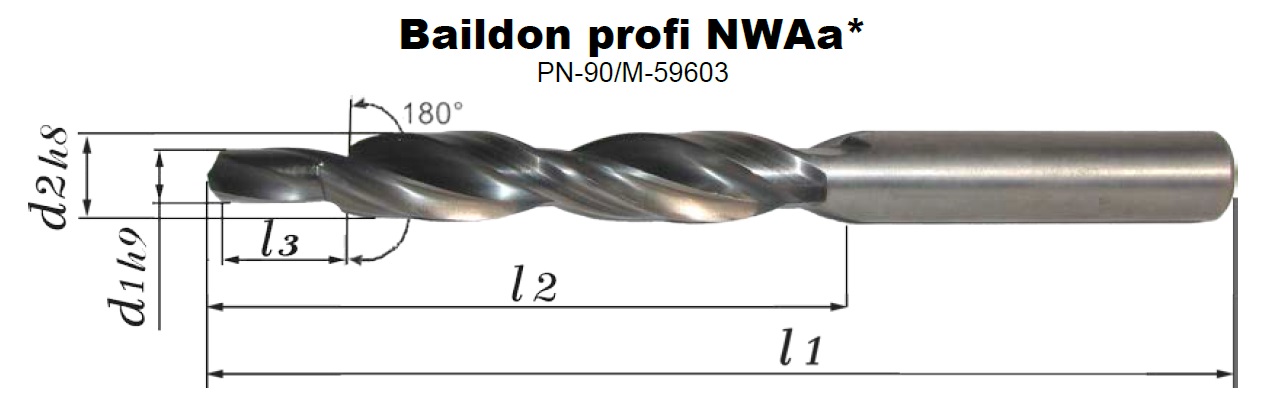 Baildon profi NWAa*
PN-90/M-59603
180°
d2h8
d1h9
l3
l2
l1